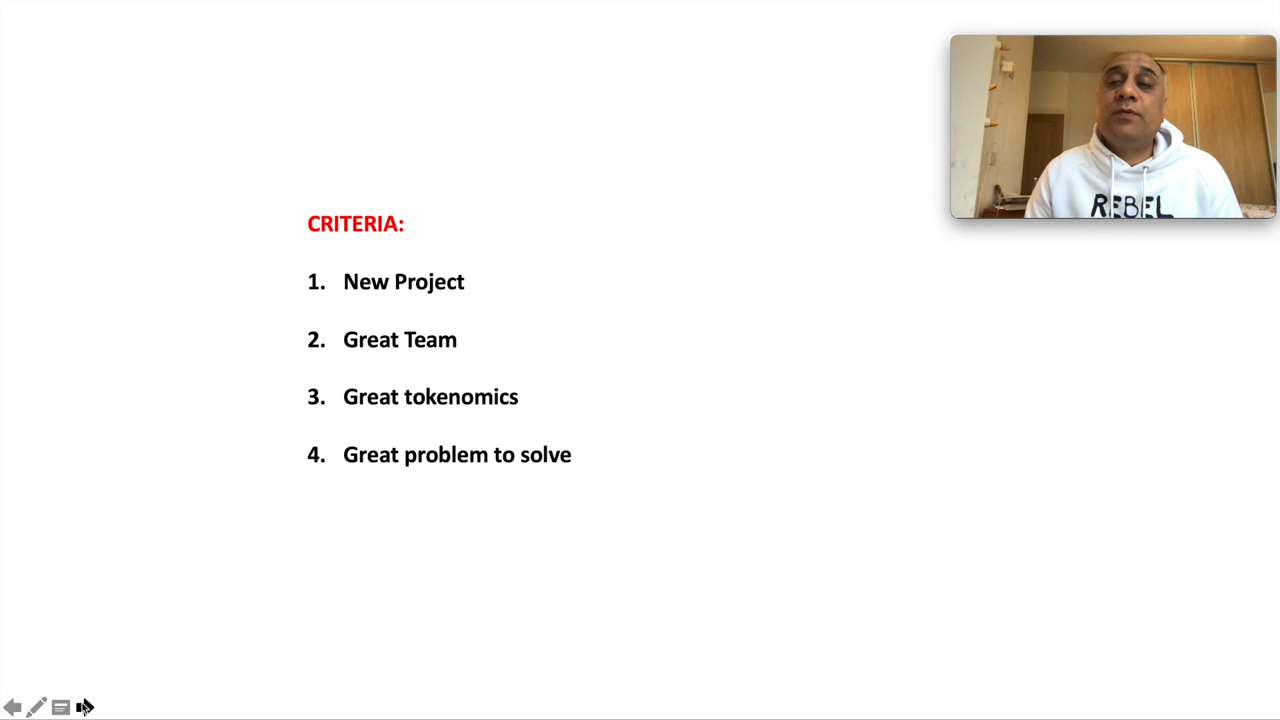 CRITERIA:
1. New Project
2. Great Team
3. Great tokenomics
4. Great problem to solve
REBEL